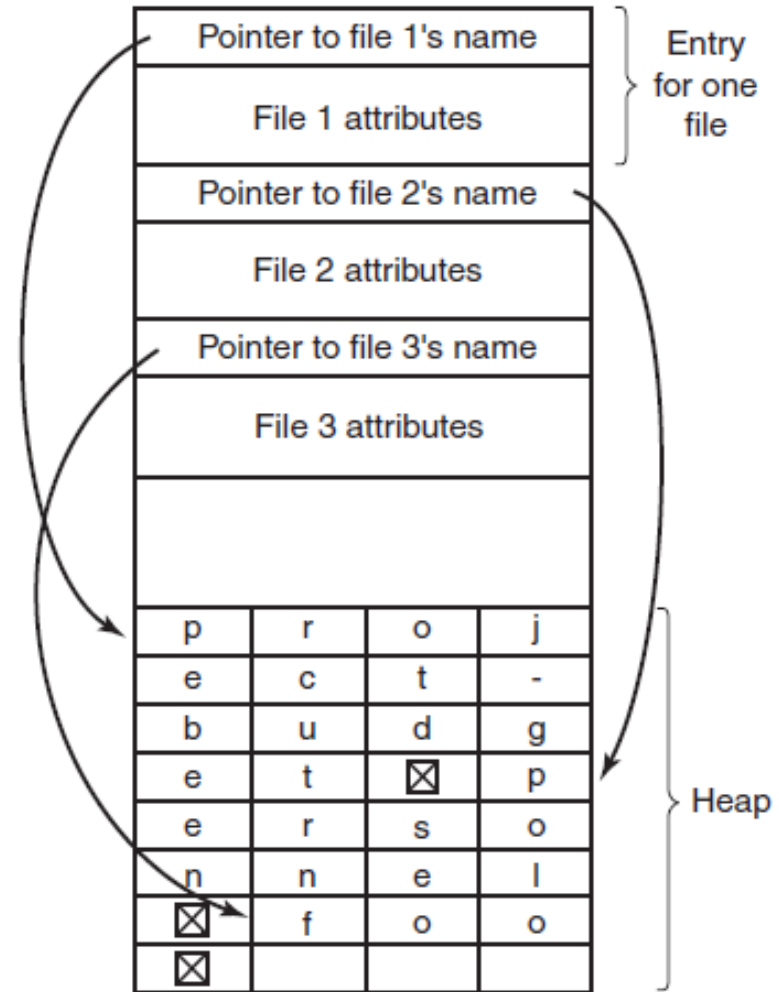 Pointer to file 1's name
Entry
for one
file
File 1 attributes
Pointer to file 2's name
File 2 attributes
Pointer to file 3's name
File 3 attributes
p r o j
e c t -
b u d g
e t ☒ p
e r s o
n n e l
☒ f o o
☒
Heap